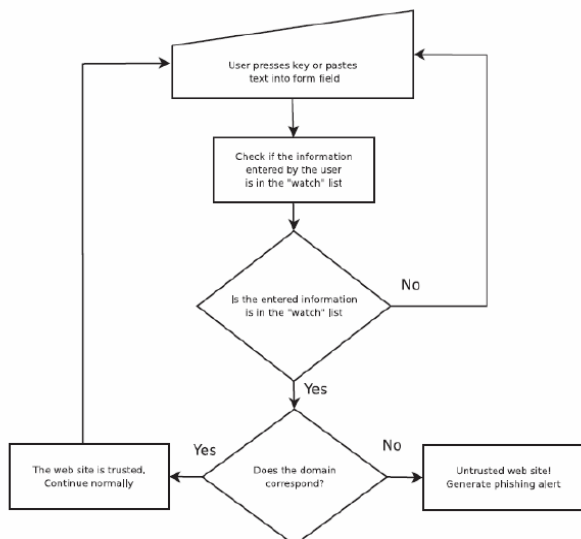 User presses key or pastes
text into form field
Check if the information
entered by the user
is in the "watch" list
Is the entered information
is in the "watch" list
No
Yes
Yes
No
The web site is trusted,
Continue normally
Does the domain
correspond?
Untrusted web site!
Generate phishing alert